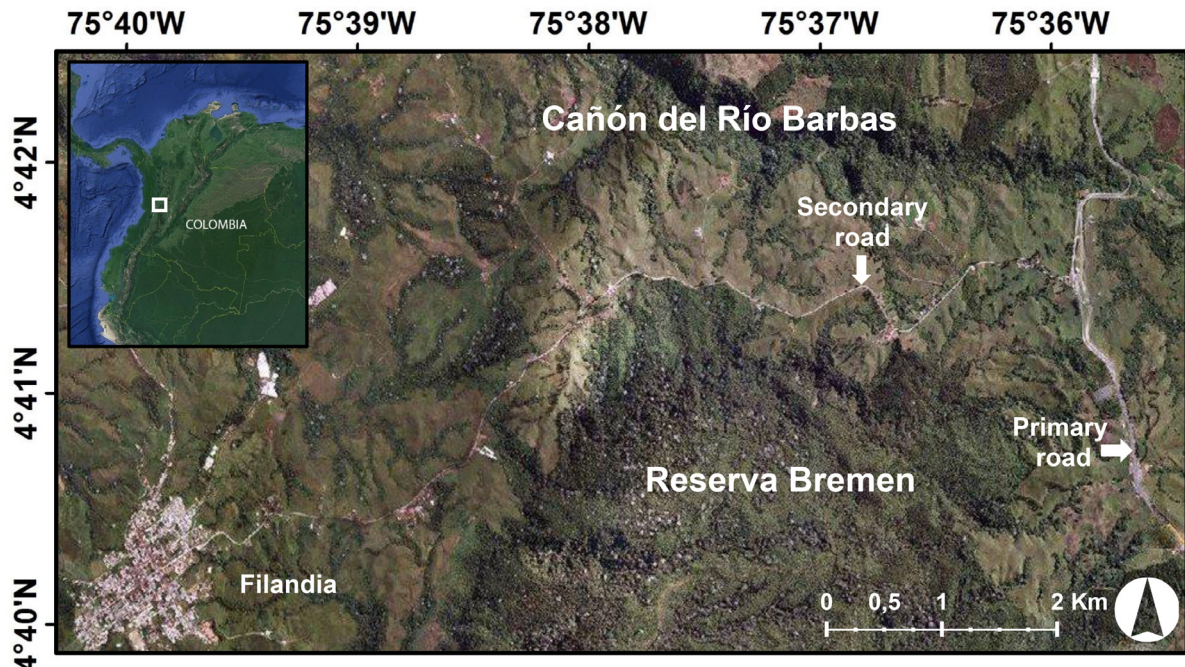 75°40'W 75°39'W 75°38'W 75°37'W 75°36'W
4°42'N
4°41'N
4°40'N
COLOMBIA
Cañón del Río Barbas
Secondary
road
Primary
road
Reserva Bremen
Filandia
0 0,5 1 2 Km